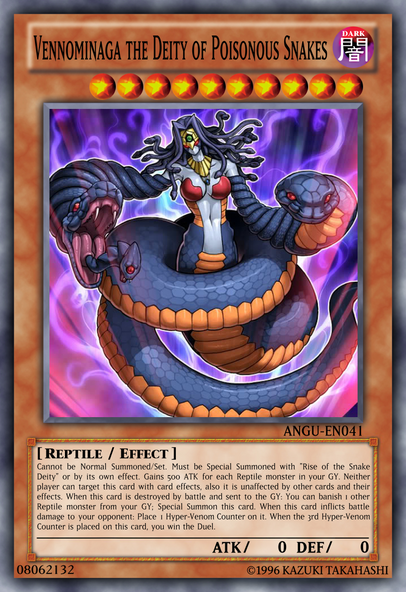 VENNOMINAGA THE DEITY OF POISONOUS SNAKES
DARK
闇
ANGU-EN041
[ REPTILE / EFFECT ]
Cannot be Normal Summoned/Set. Must be Special Summoned with "Rise of the Snake
Deity" or by its own effect. Gains 500 ATK for each Reptile monster in your GY. Neither
player can target this card with card effects, also it is unaffected by other cards and their
effects. When this card is destroyed by battle and sent to the GY: You can banish 1 other
Reptile monster from your GY; Special Summon this card. When this card inflicts battle
damage to your opponent: Place 1 Hyper-Venom Counter on it. When the 3rd Hyper-Venom
Counter is placed on this card, you win the Duel.
ATK / 0 DEF / 0
08062132
©1996 KAZUKI TAKAHASHI